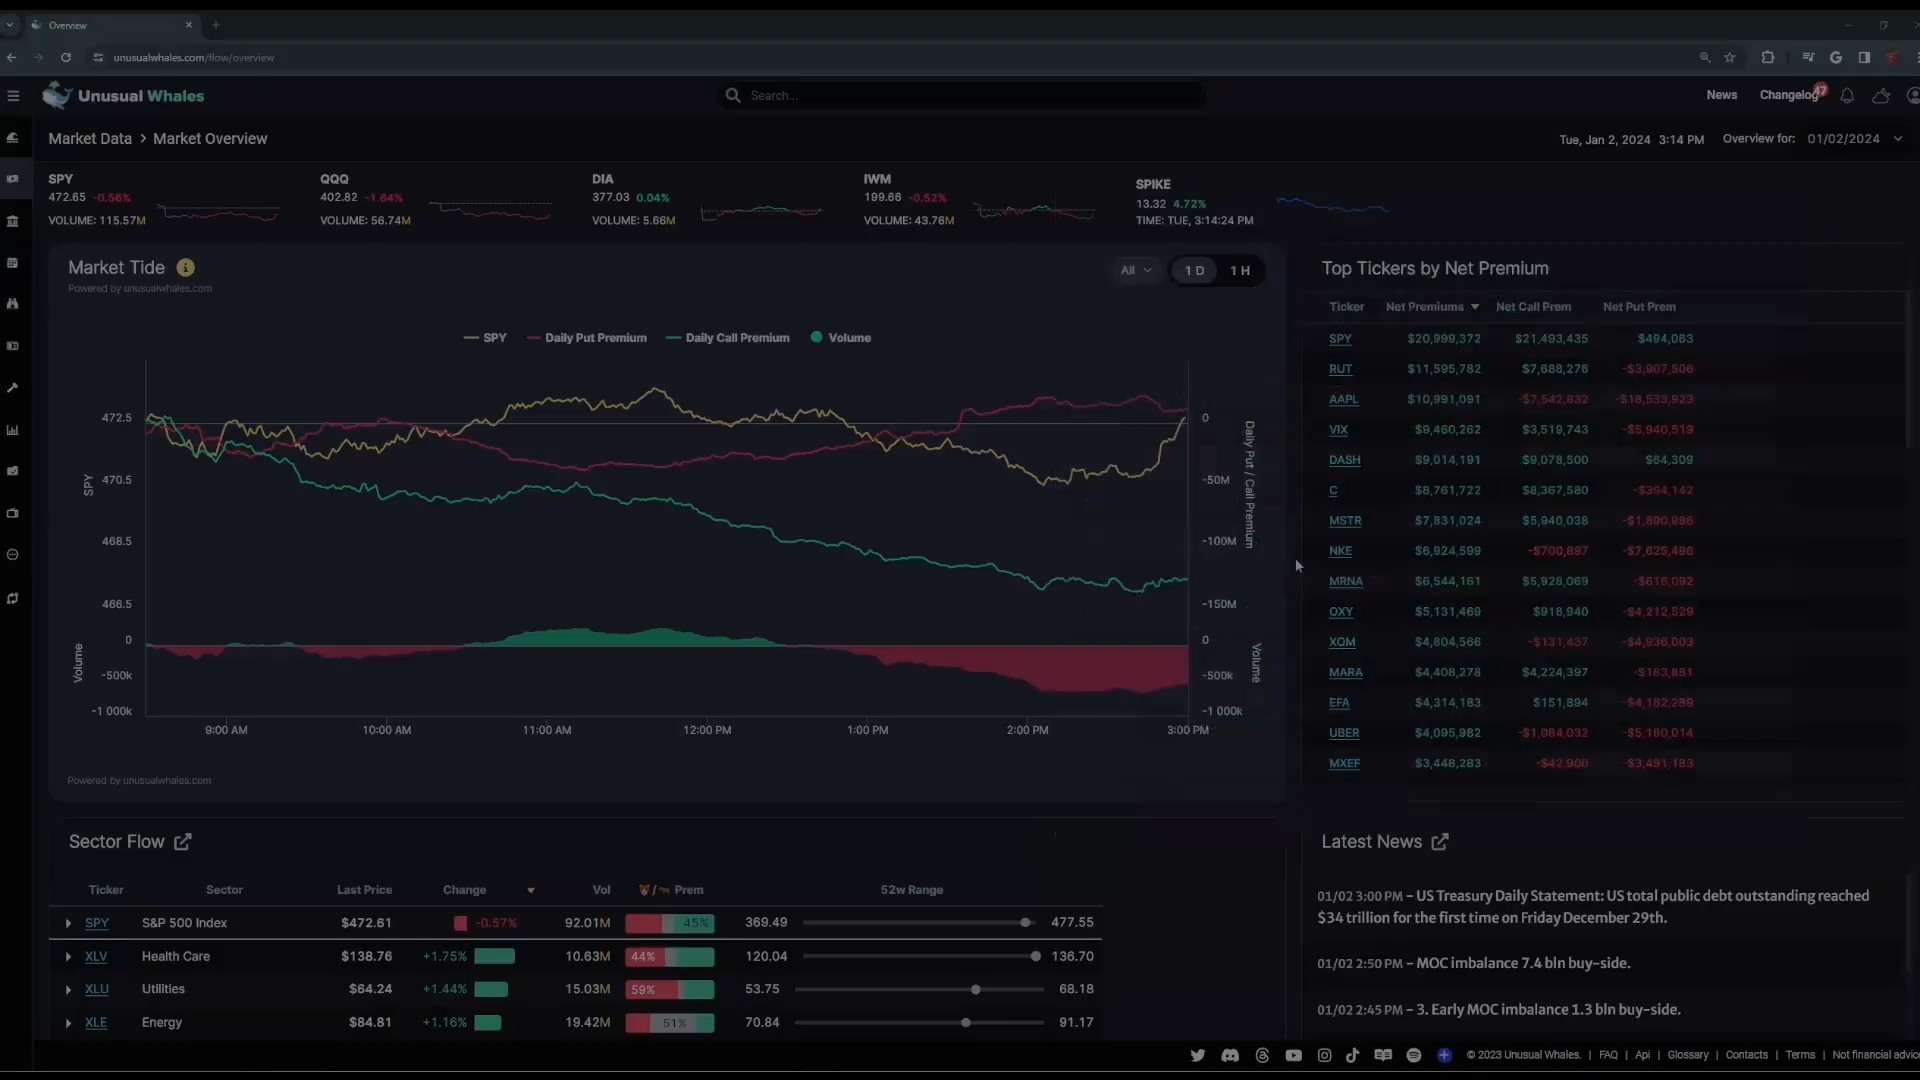 Overview
unusualwhales.com/flow/overview
Unusual Whales
Search...
News
Changelog
47
Market Data > Market Overview
Tue, Jan 2, 2024 3:14 PM
Overview for: 01/02/2024
SPY
472.65 -0.56%
VOLUME: 115.57M
QQQ
402.82 -1.64%
VOLUME: 56.74M
DIA
377.03 0.04%
VOLUME: 5.66M
IWM
199.66 -0.52%
VOLUME: 43.76M
SPIKE
13.32 4.72%
TIME: TUE, 3:14:24 PM
Market Tide
Powered by unusualwhales.com
All
1 D
1 H
SPY
Daily Put Premium
Daily Call Premium
Volume
472.5
470.5
468.5
466.5
SPY
0
-500k
-1 000k
Volume
0
-50M
-100M
-150M
Daily Put / Call Premium
0
-500k
-1 000k
Volume
9:00 AM
10:00 AM
11:00 AM
12:00 PM
1:00 PM
2:00 PM
3:00 PM
Powered by unusualwhales.com
Top Tickers by Net Premium
Ticker Net Premiums Net Call Prem Net Put Prem
SPY $20,999,372 $21,493,435 $494,063
RUT $11,595,782 $7,688,276 -$3,907,506
AAPL $10,991,091 -$7,542,832 -$18,533,923
VIX $9,460,262 $3,519,743 -$5,940,519
DASH $9,014,191 $9,078,500 $64,309
C $8,761,722 $8,367,580 -$394,142
MSTR $7,831,024 $5,940,038 -$1,890,986
NKE $6,924,599 -$700,897 -$7,625,496
MRNA $6,544,161 $5,928,069 -$616,092
OXY $5,131,469 $918,940 -$4,212,529
XOM $4,804,566 -$131,437 -$4,936,003
MARA $4,408,278 $4,224,397 -$183,881
EFA $4,314,183 $151,894 -$4,162,289
UBER $4,095,982 -$1,084,032 -$5,180,014
MXEF $3,448,283 -$42,900 -$3,491,183
Sector Flow
Ticker Sector Last Price Change Vol / Prem 52w Range
SPY S&P 500 Index $472.61 -0.57% 92.01M 45% 369.49 477.55
XLV Health Care $138.76 +1.75% 10.63M 44% 120.04 136.70
XLU Utilities $64.24 +1.44% 15.03M 59% 53.75 68.18
XLE Energy $84.81 +1.16% 19.42M 51% 70.84 91.17
Latest News
01/02 3:00 PM – US Treasury Daily Statement: US total public debt outstanding reached
$34 trillion for the first time on Friday December 29th.
01/02 2:50 PM – MOC imbalance 7.4 bln buy-side.
01/02 2:45 PM – 3. Early MOC imbalance 1.3 bln buy-side.
© 2023 Unusual Whales. | FAQ | Api | Glossary | Contacts | Terms | Not financial advic